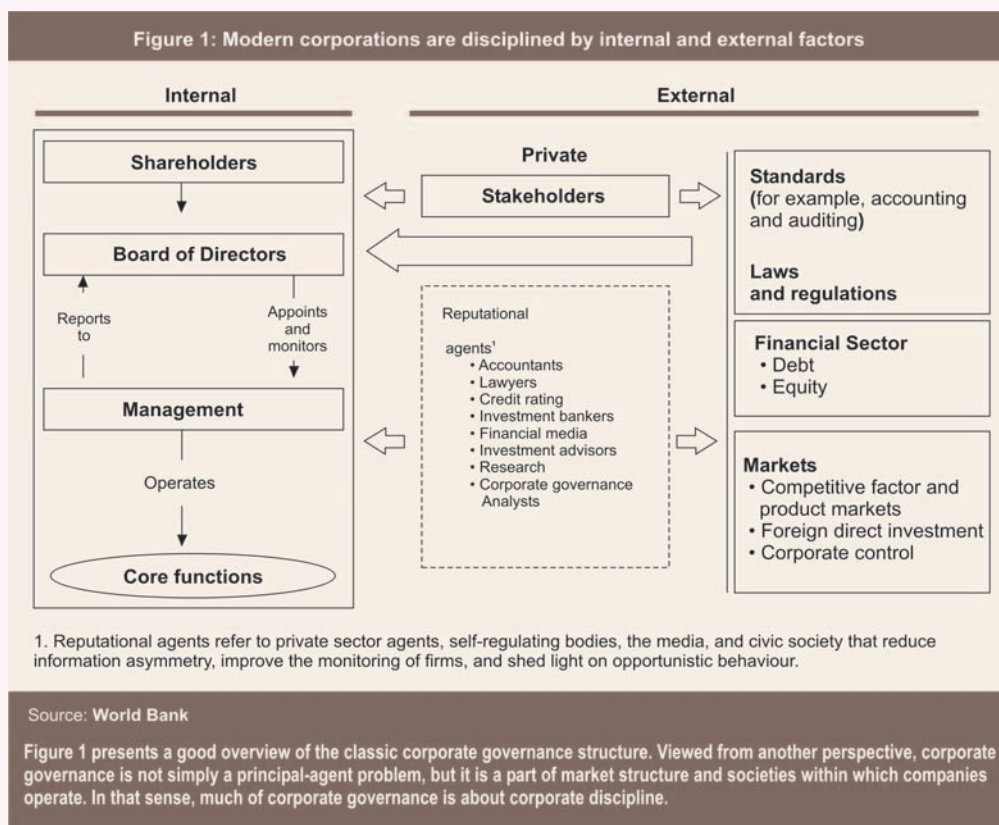 Figure 1: Modern corporations are disciplined by internal and external factors
Internal
External
Shareholders
Board of Directors
Reports
to
Appoints
and
monitors
Management
Operates
Core functions
Private
Stakeholders
Reputational
agents¹
• Accountants
• Lawyers
• Credit rating
• Investment bankers
• Financial media
• Investment advisors
• Research
• Corporate governance
Analysts
Standards
(for example, accounting
and auditing)
Laws
and regulations
Financial Sector
• Debt
• Equity
Markets
• Competitive factor and
product markets
• Foreign direct investment
• Corporate control
1. Reputational agents refer to private sector agents, self-regulating bodies, the media, and civic society that reduce
information asymmetry, improve the monitoring of firms, and shed light on opportunistic behaviour.
Source: World Bank
Figure 1 presents a good overview of the classic corporate governance structure. Viewed from another perspective, corporate
governance is not simply a principal-agent problem, but it is a part of market structure and societies within which companies
operate. In that sense, much of corporate governance is about corporate discipline.